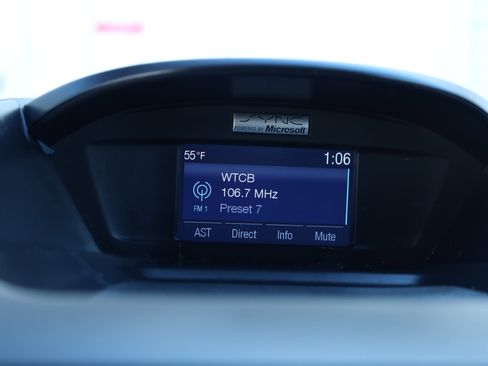 SYNC
POWERED BY Microsoft
55°F 1:06
WTCB
106.7 MHz
FM 1 Preset 7
AST Direct Info Mute